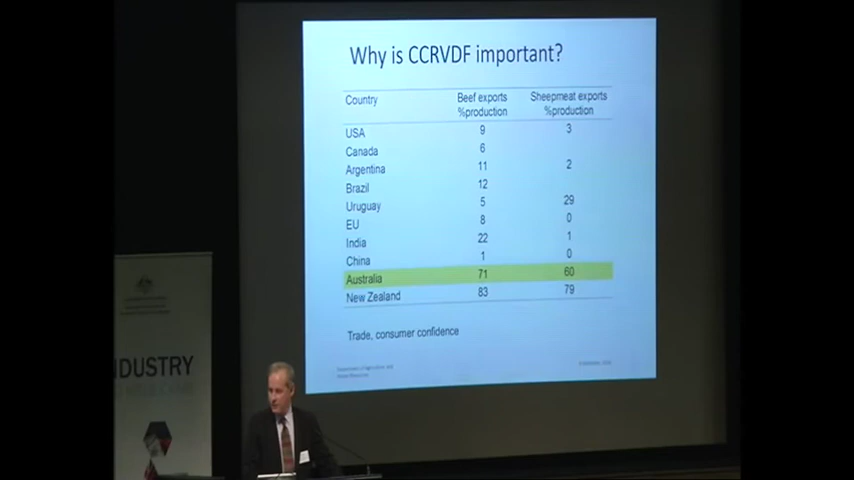 Why is CCRVDF important?
Country Beef exports %production Sheepmeat exports %production
USA 9 3
Canada 6
Argentina 11 2
Brazil 12
Uruguay 5 29
EU 8 0
India 22 1
China 1 0
Australia 71 60
New Zealand 83 79
Trade, consumer confidence
NDUSTRY